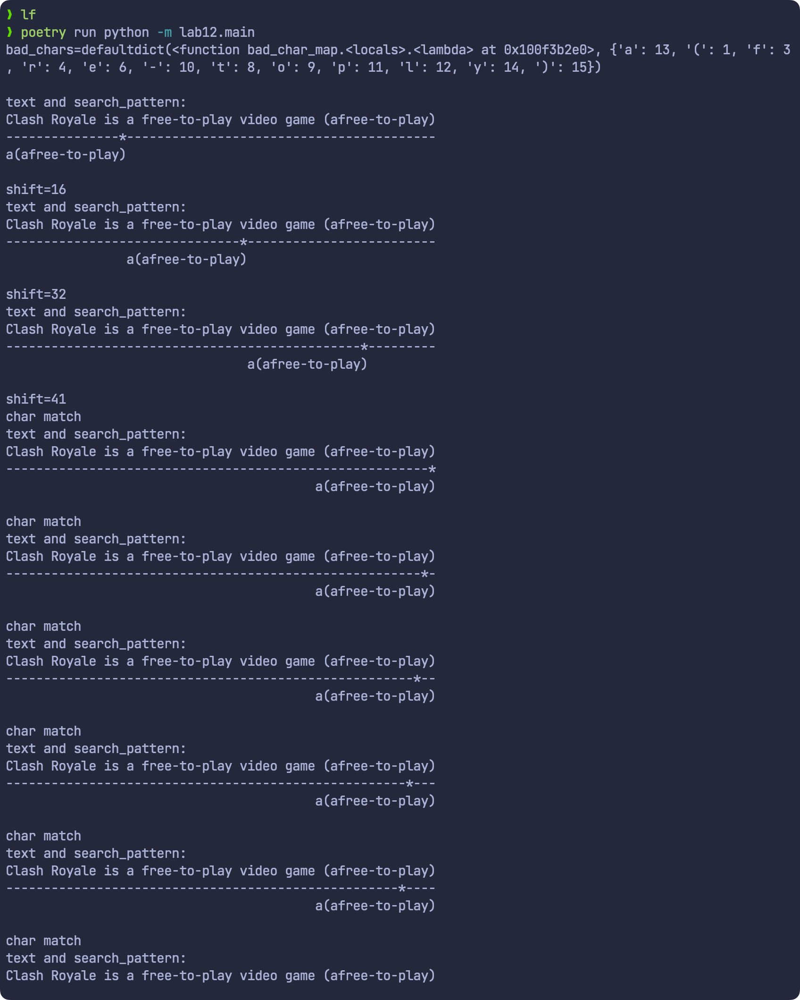 ❱ lf
❱ poetry run python -m lab12.main
bad_chars=defaultdict(<function bad_char_map.<locals>.<lambda> at 0x100f3b2e0>, {'a': 13, '(': 1, 'f': 3
, 'r': 4, 'e': 6, '-': 10, 't': 8, 'o': 9, 'p': 11, 'l': 12, 'y': 14, ')': 15})

text and search_pattern:
Clash Royale is a free-to-play video game (afree-to-play)
---------------*-----------------------------------------
a(afree-to-play)

shift=16
text and search_pattern:
Clash Royale is a free-to-play video game (afree-to-play)
-------------------------------*-------------------------
                a(afree-to-play)

shift=32
text and search_pattern:
Clash Royale is a free-to-play video game (afree-to-play)
-----------------------------------------------*---------
                                a(afree-to-play)

shift=41
char match
text and search_pattern:
Clash Royale is a free-to-play video game (afree-to-play)
--------------------------------------------------------*
                                         a(afree-to-play)

char match
text and search_pattern:
Clash Royale is a free-to-play video game (afree-to-play)
-------------------------------------------------------*-
                                         a(afree-to-play)

char match
text and search_pattern:
Clash Royale is a free-to-play video game (afree-to-play)
------------------------------------------------------*--
                                         a(afree-to-play)

char match
text and search_pattern:
Clash Royale is a free-to-play video game (afree-to-play)
-----------------------------------------------------*---
                                         a(afree-to-play)

char match
text and search_pattern:
Clash Royale is a free-to-play video game (afree-to-play)
----------------------------------------------------*----
                                         a(afree-to-play)

char match
text and search_pattern:
Clash Royale is a free-to-play video game (afree-to-play)